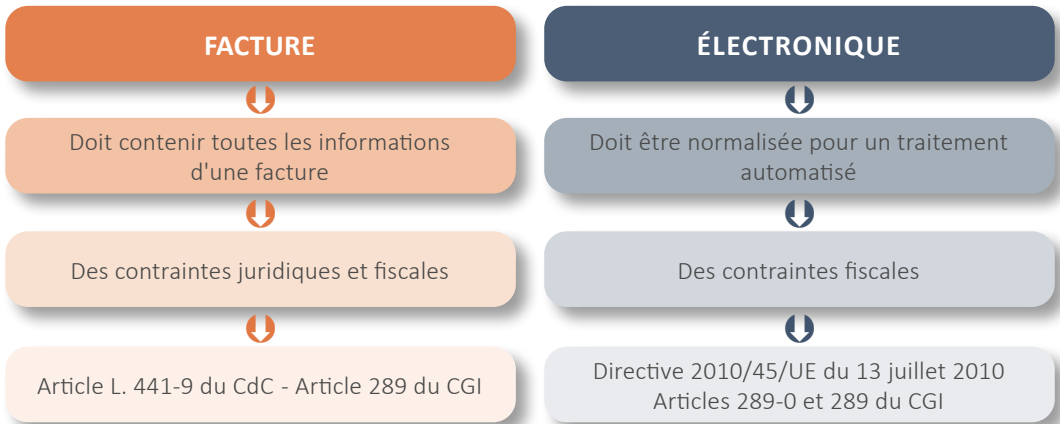 FACTURE
Doit contenir toutes les informations
d'une facture
Des contraintes juridiques et fiscales
Article L. 441-9 du CdC - Article 289 du CGI
ÉLECTRONIQUE
Doit être normalisée pour un traitement
automatisé
Des contraintes fiscales
Directive 2010/45/UE du 13 juillet 2010
Articles 289-0 et 289 du CGI